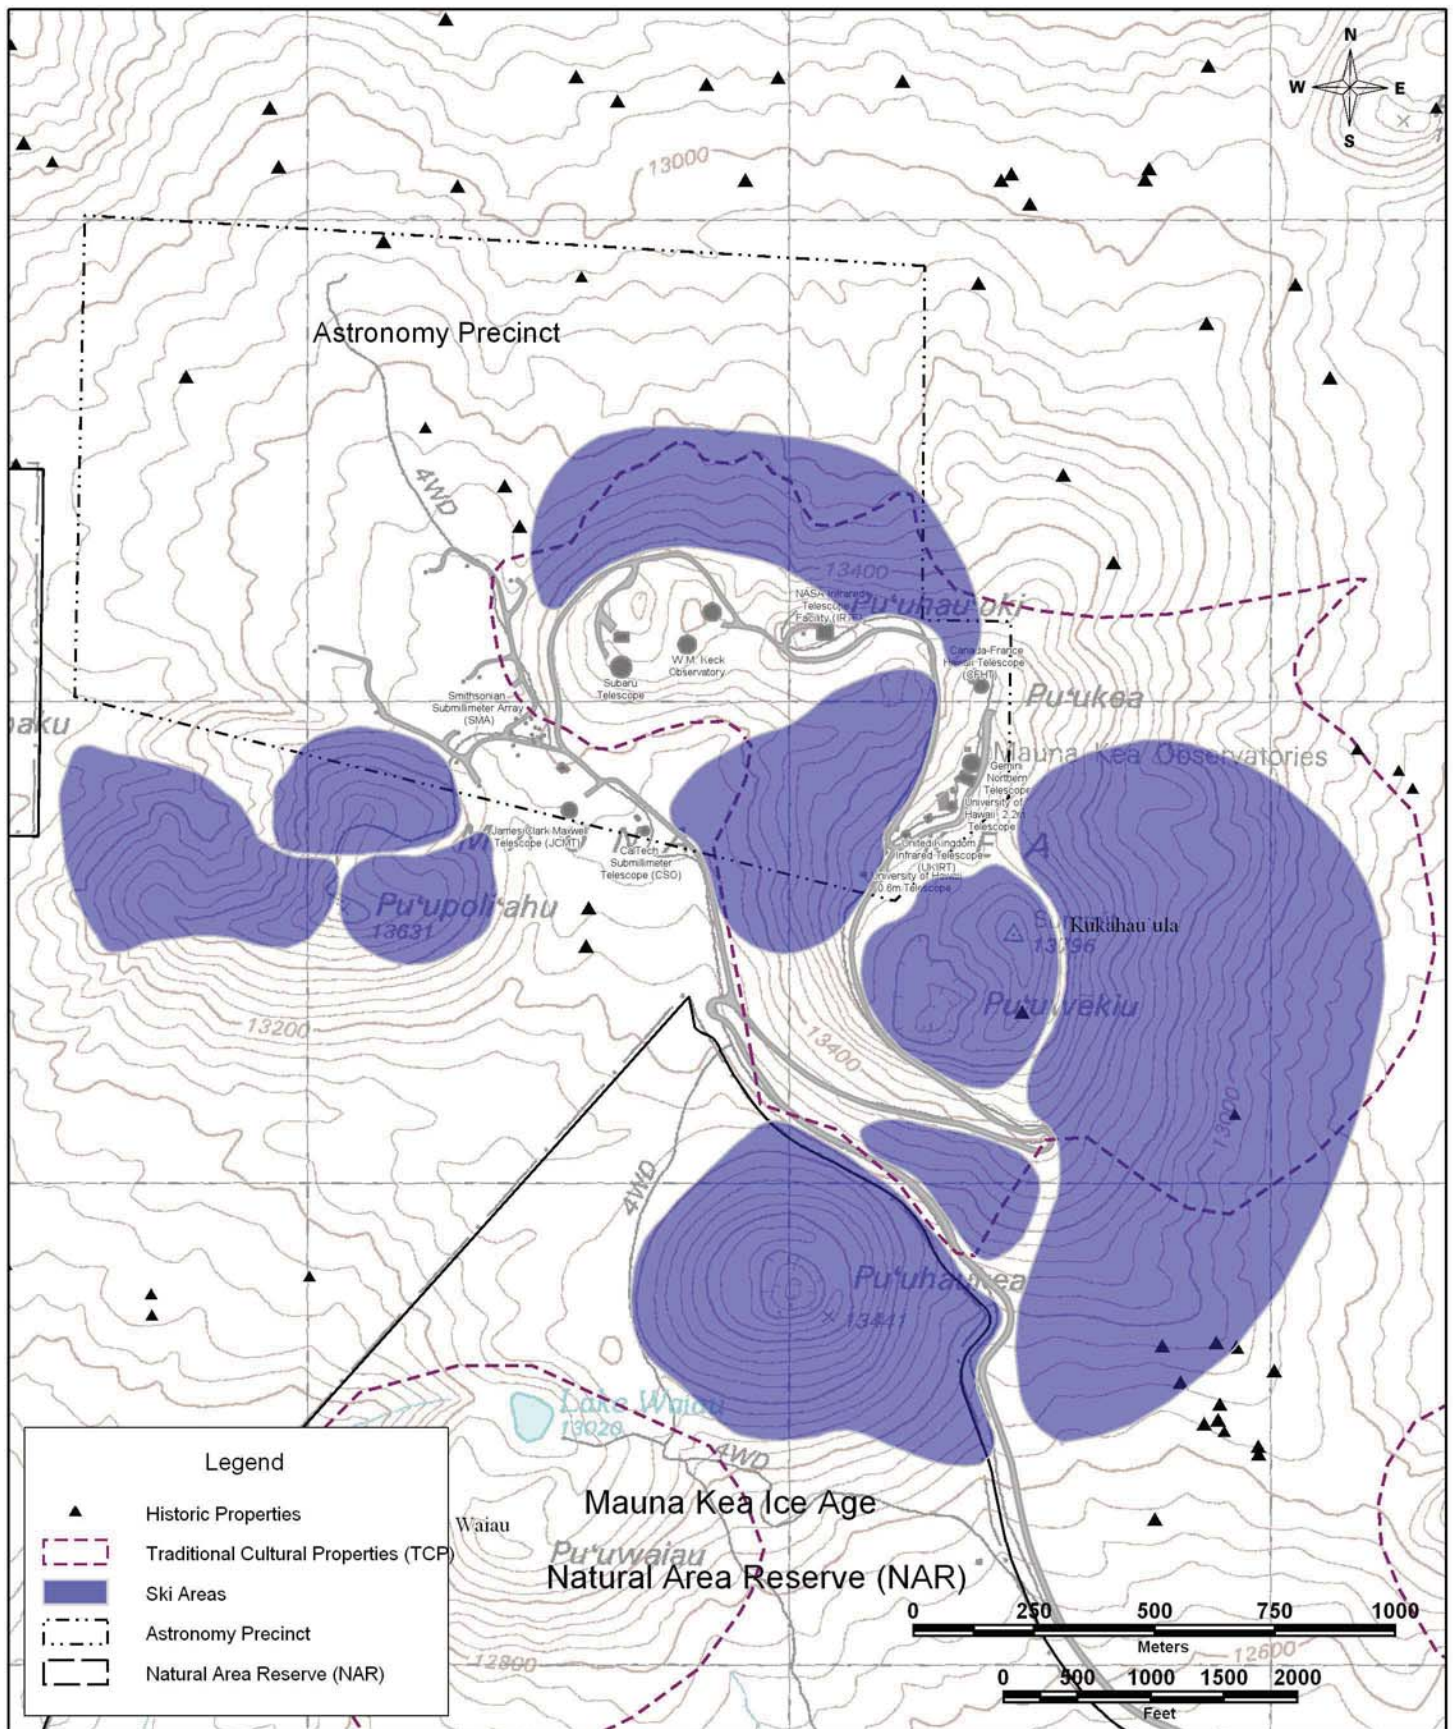 N
W E
S
13000
Astronomy Precinct
4WD
13400
NASA Infrared
Telescope
Facility (IRTF)
Pu'uhau'oki
W.M. Keck
Observatory
Canada-France
Hawaii Telescope
(CFHT)
Subaru
Telescope
Smithsonian
Submillimeter Array
(SMA)
Pu'ukea
Mauna Kea Observatories
Gemini
Northern
Telescope
University of
Hawaii 2.2m
Telescope
James Clark Maxwell
Telescope (JCMT)
MAUNA KEA
CalTech
Submillimeter
Telescope (CSO)
United Kingdom
Infrared Telescope
(UKIRT)
University of Hawaii
0.6m Telescope
Pu'upoli'ahu
13631
Kūkahau'ula
13796
Pu'uwēkiu
13200
13400
13000
4WD
Pu'uhaukea
13441
Lake Waiau
13020
4WD
Mauna Kea Ice Age
Waiau
Pu'uwaiau
Natural Area Reserve (NAR)
Legend
Historic Properties
Traditional Cultural Properties (TCP)
Ski Areas
Astronomy Precinct
Natural Area Reserve (NAR)
12800
0 250 500 750 1000
Meters
12600
0 500 1000 1500 2000
Feet